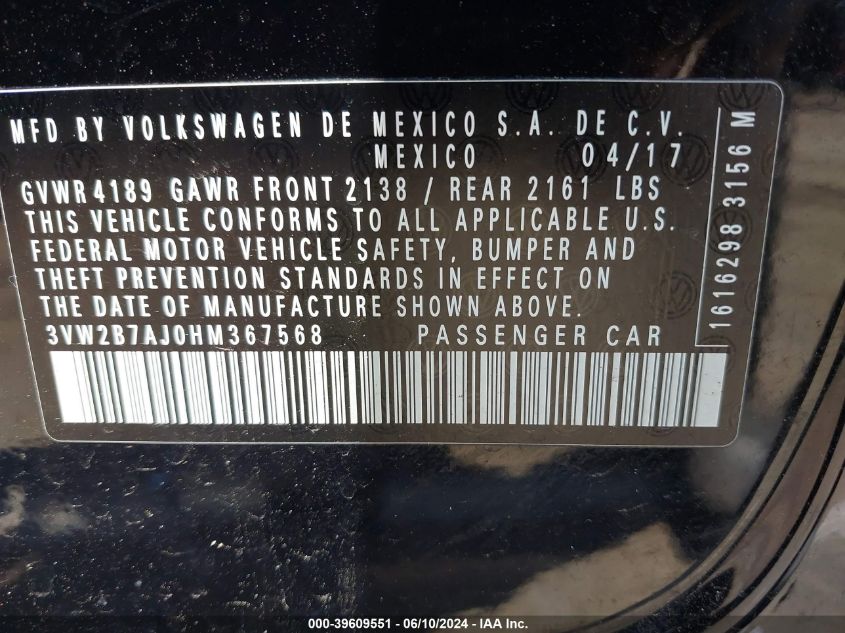 MFD BY VOLKSWAGEN DE MEXICO S.A. DE C.V.
MEXICO 04/17
GVWR 4189 GAWR FRONT 2138 / REAR 2161 LBS
THIS VEHICLE CONFORMS TO ALL APPLICABLE U.S.
FEDERAL MOTOR VEHICLE SAFETY, BUMPER AND
THEFT PREVENTION STANDARDS IN EFFECT ON
THE DATE OF MANUFACTURE SHOWN ABOVE.
3VW2B7AJ0HM367568 PASSENGER CAR
1616298 3156 M
000-39609551 - 06/10/2024 - IAA Inc.